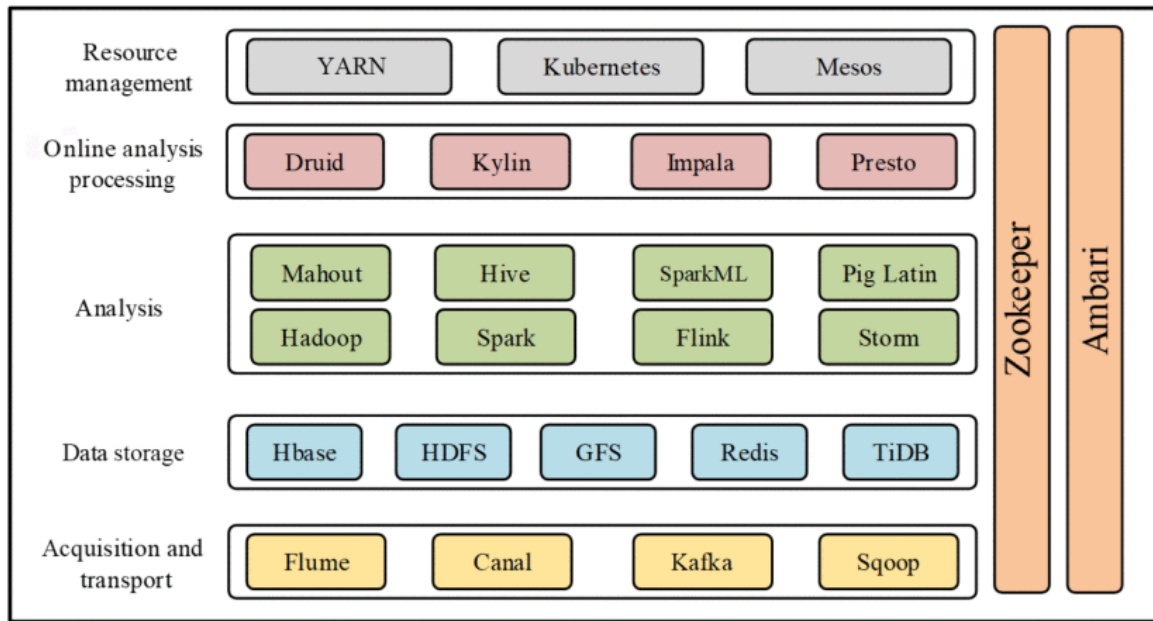 Resource
management
YARN
Kubernetes
Mesos
Online analysis
processing
Druid
Kylin
Impala
Presto
Analysis
Mahout
Hive
SparkML
Pig Latin
Hadoop
Spark
Flink
Storm
Data storage
Hbase
HDFS
GFS
Redis
TiDB
Acquisition and
transport
Flume
Canal
Kafka
Sqoop
Zookeeper
Ambari